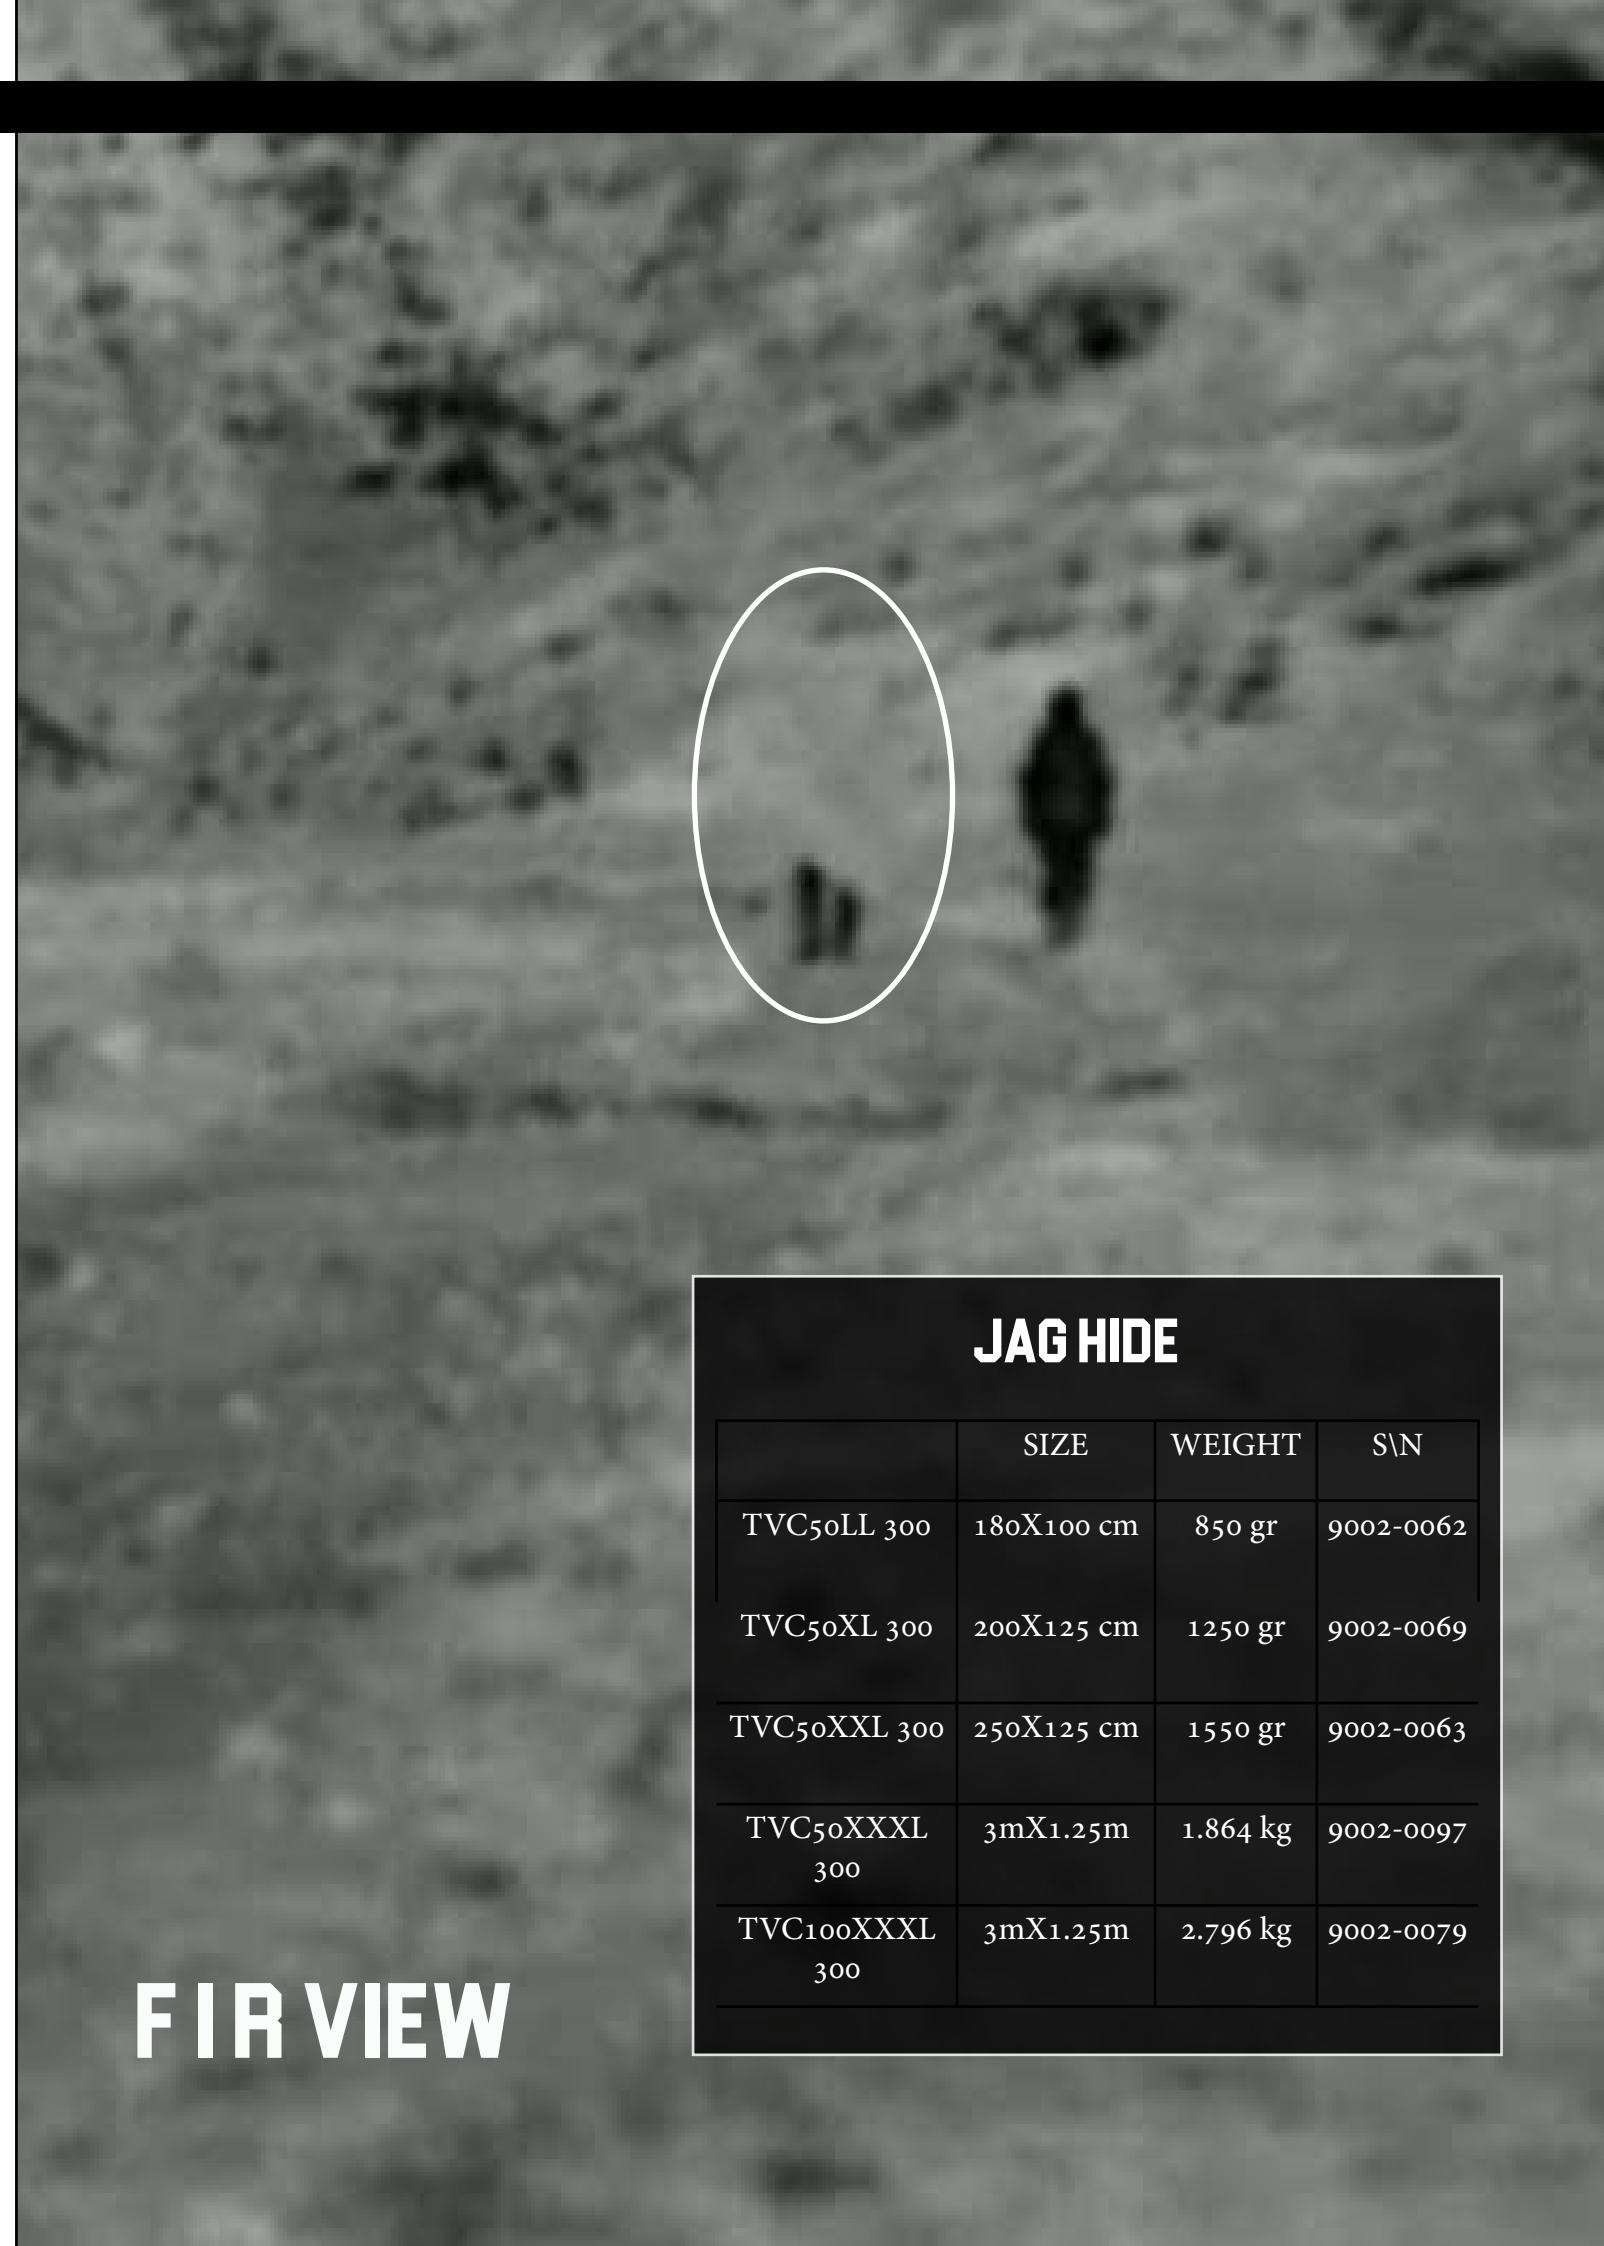 JAG HIDE
SIZE WEIGHT S\N
TVC50LL 300 180X100 cm 850 gr 9002-0062
TVC50XL 300 200X125 cm 1250 gr 9002-0069
TVC50XXL 300 250X125 cm 1550 gr 9002-0063
TVC50XXXL 3mX1.25m 1.864 kg 9002-0097
300
TVC100XXXL 3mX1.25m 2.796 kg 9002-0079
300
F I R VIEW